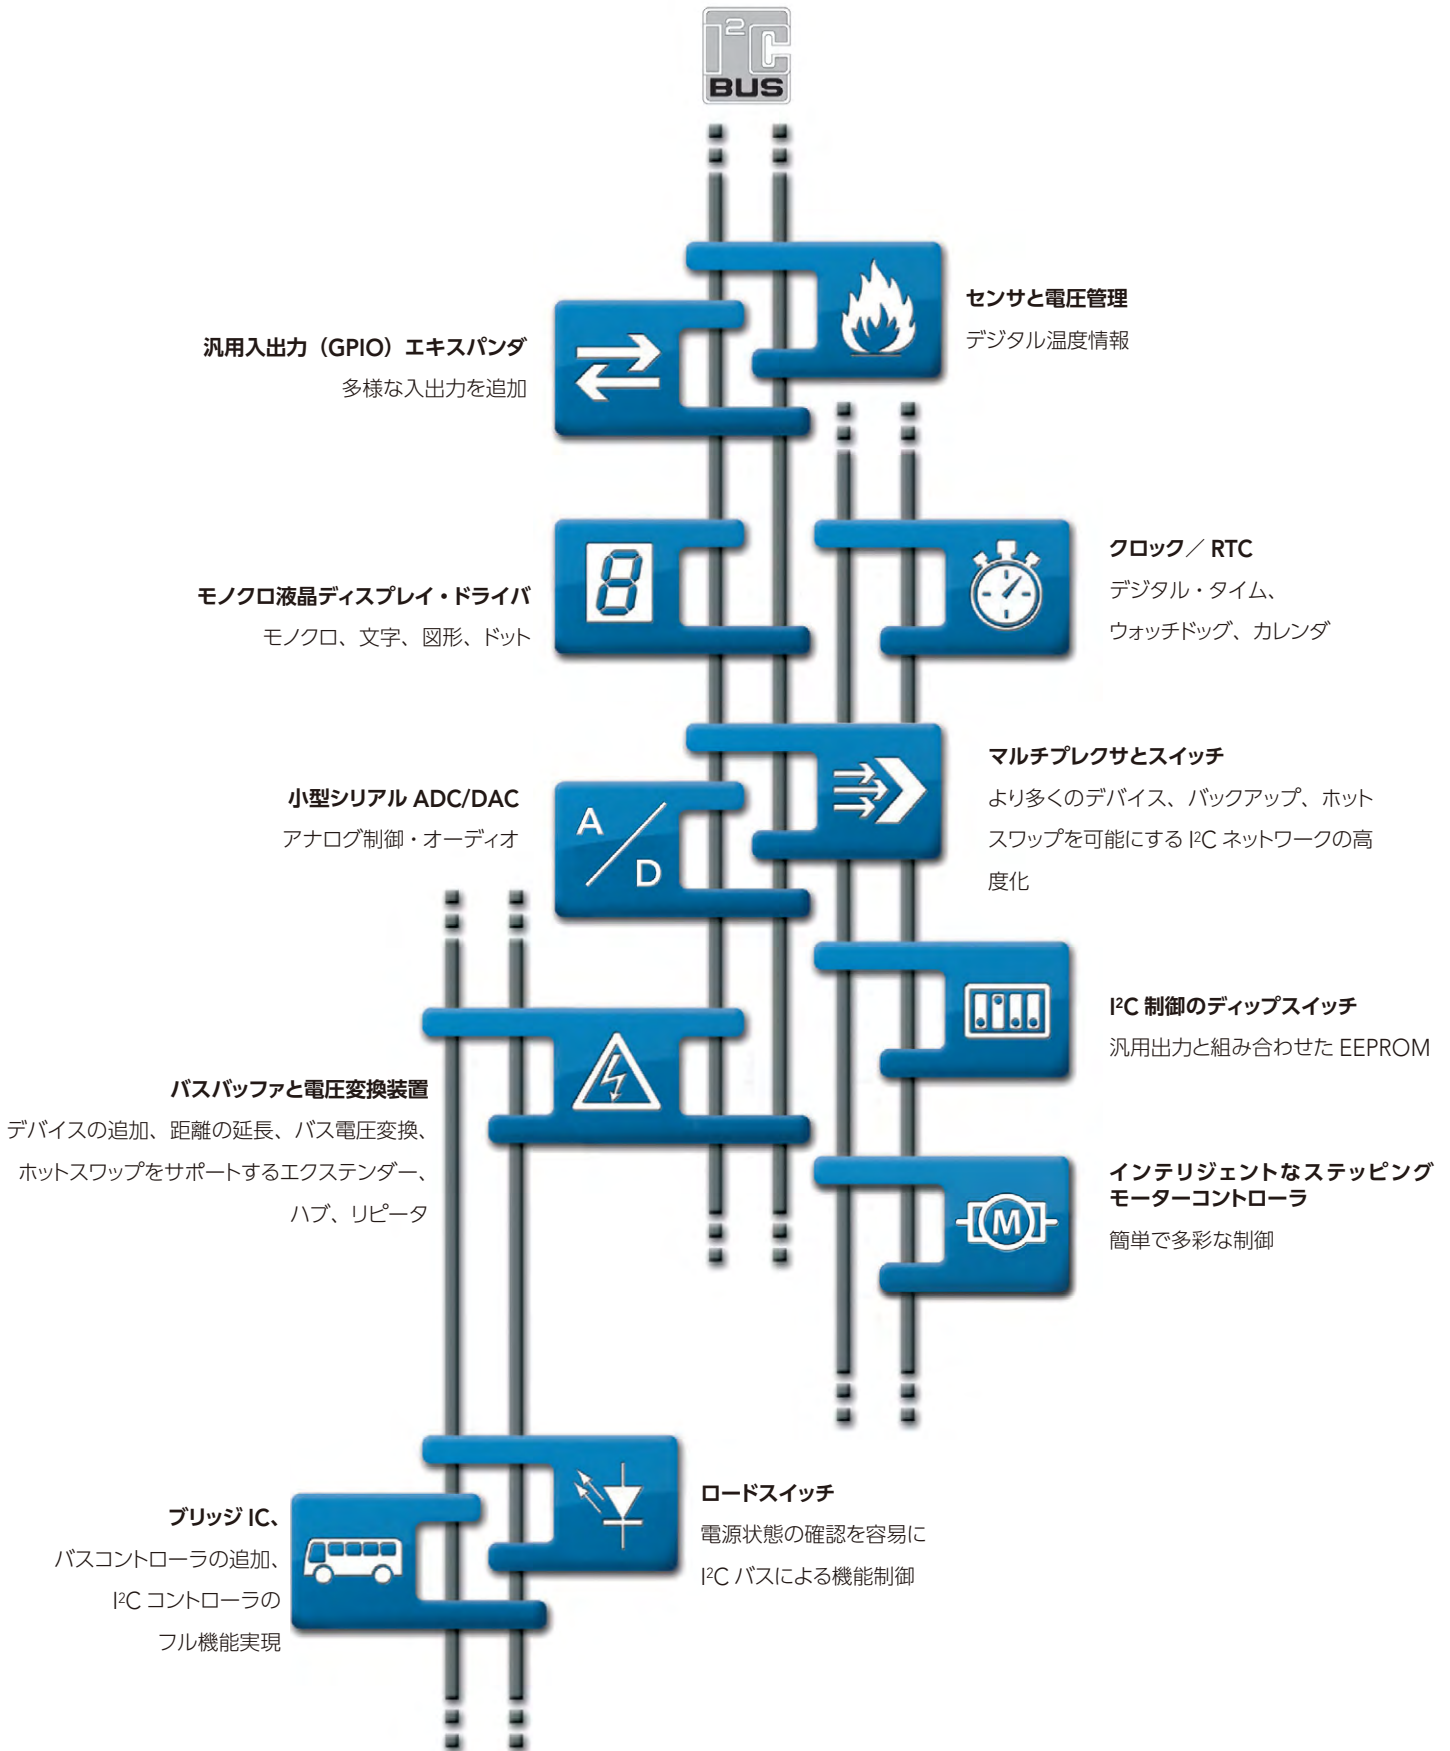 I²C
BUS
センサと電圧管理
デジタル温度情報
汎用入出力（GPIO）エキスパンダ
多様な入出力を追加
クロック／ RTC
デジタル・タイム、
ウォッチドッグ、カレンダ
モノクロ液晶ディスプレイ・ドライバ
モノクロ、文字、図形、ドット
マルチプレクサとスイッチ
より多くのデバイス、バックアップ、ホット
スワップを可能にする I²C ネットワークの高
度化
小型シリアル ADC/DAC
アナログ制御・オーディオ
A
D
I²C 制御のディップスイッチ
汎用出力と組み合わせた EEPROM
バスバッファと電圧変換装置
デバイスの追加、距離の延長、バス電圧変換、
ホットスワップをサポートするエクステンダー、
ハブ、リピータ
インテリジェントなステッピング
モーターコントローラ
簡単で多彩な制御
M
ロードスイッチ
電源状態の確認を容易に
I²C バスによる機能制御
ブリッジ IC、
バスコントローラの追加、
I²C コントローラの
フル機能実現